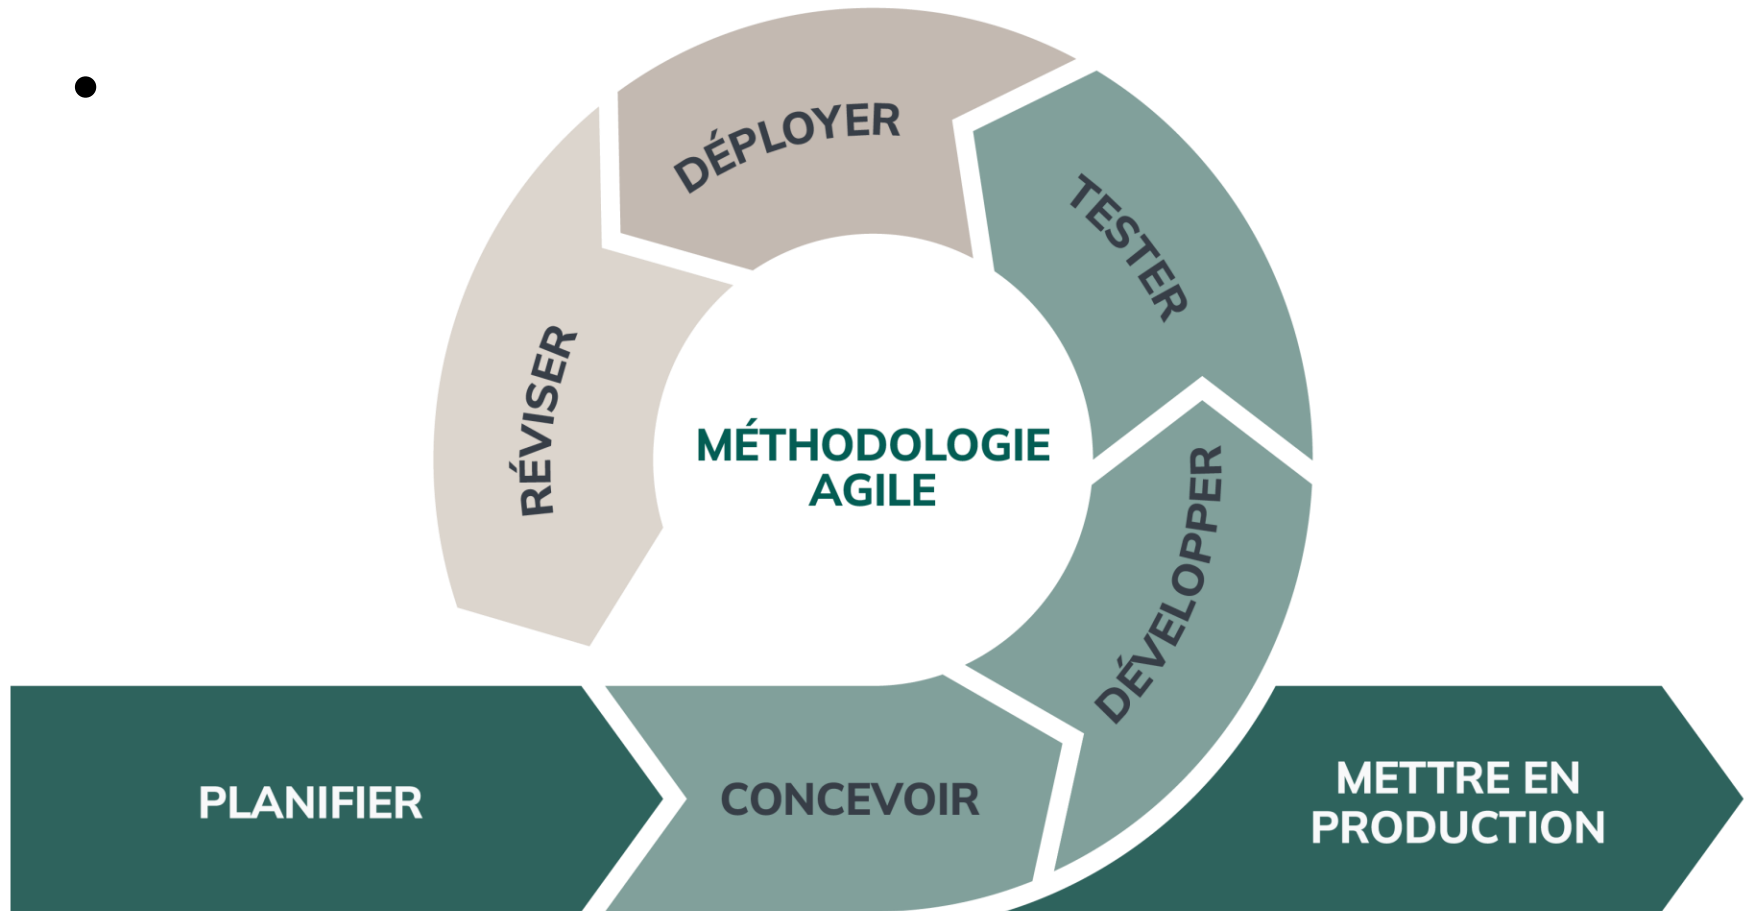 DÉPLOYER
TESTER
RÉVISER
MÉTHODOLOGIE
AGILE
DÉVELOPPER
PLANIFIER
CONCEVOIR
METTRE EN
PRODUCTION